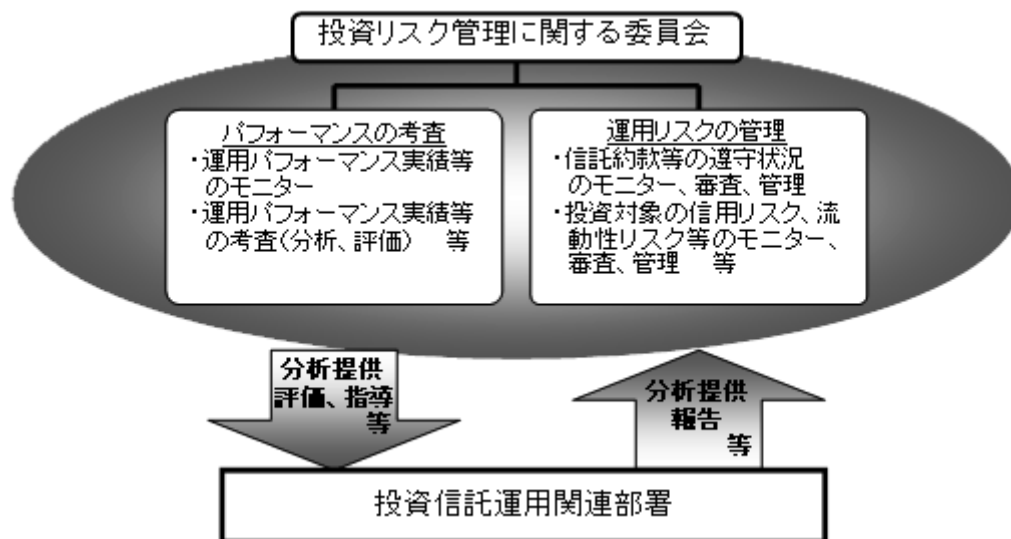 投資リスク管理に関する委員会
パフォーマンスの考査
・運用パフォーマンス実績等
のモニター
・運用パフォーマンス実績等
の考査(分析、評価)　等
運用リスクの管理
・信託約款等の遵守状況
のモニター、審査、管理
・投資対象の信用リスク、流
動性リスク等のモニター、
審査、管理　等
分析提供
評価、指導
等
分析提供
報告
等
投資信託運用関連部署